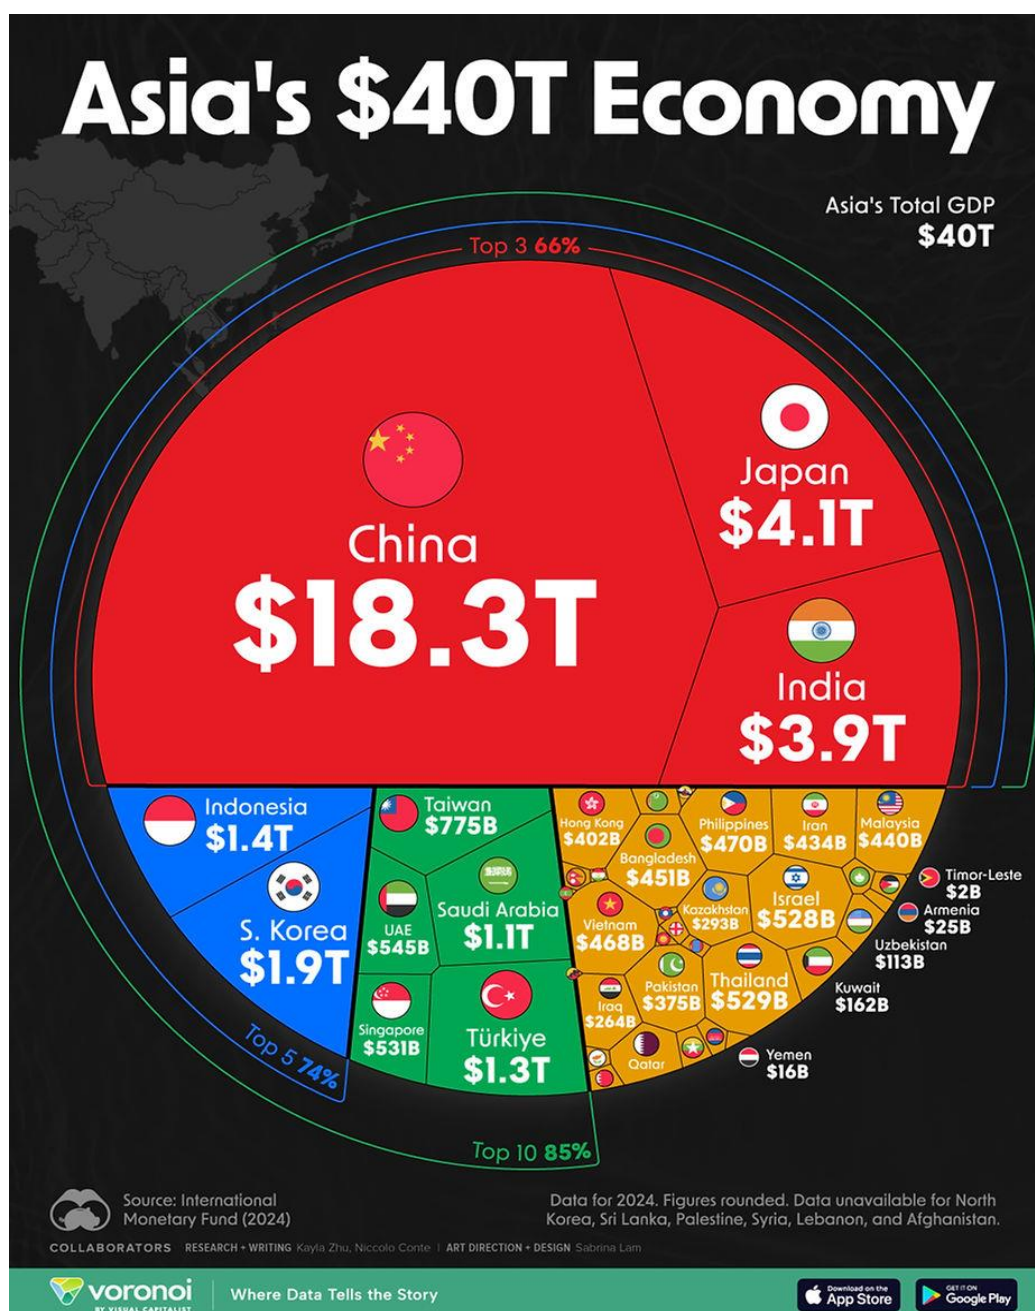 Asia's $40T Economy
Asia's Total GDP
$40T
Top 3 66%
China
$18.3T
Japan
$4.1T
India
$3.9T
Indonesia
$1.4T
S. Korea
$1.9T
Top 5 74%
Taiwan
$775B
UAE
$545B
Saudi Arabia
$1.1T
Singapore
$531B
Türkiye
$1.3T
Top 10 85%
Hong Kong
$402B
Bangladesh
$451B
Philippines
$470B
Iran
$434B
Malaysia
$440B
Vietnam
$468B
Kazakhstan
$293B
Israel
$528B
Iraq
$264B
Pakistan
$375B
Thailand
$529B
Qatar
Timor-Leste
$2B
Armenia
$25B
Uzbekistan
$113B
Kuwait
$162B
Yemen
$16B
Source: International
Monetary Fund (2024)
Data for 2024. Figures rounded. Data unavailable for North
Korea, Sri Lanka, Palestine, Syria, Lebanon, and Afghanistan.
COLLABORATORS RESEARCH + WRITING Kayla Zhu, Niccolo Conte | ART DIRECTION + DESIGN Sabrina Lam
voronoi
BY VISUAL CAPITALIST
Where Data Tells the Story
Download on the
App Store
GET IT ON
Google Play